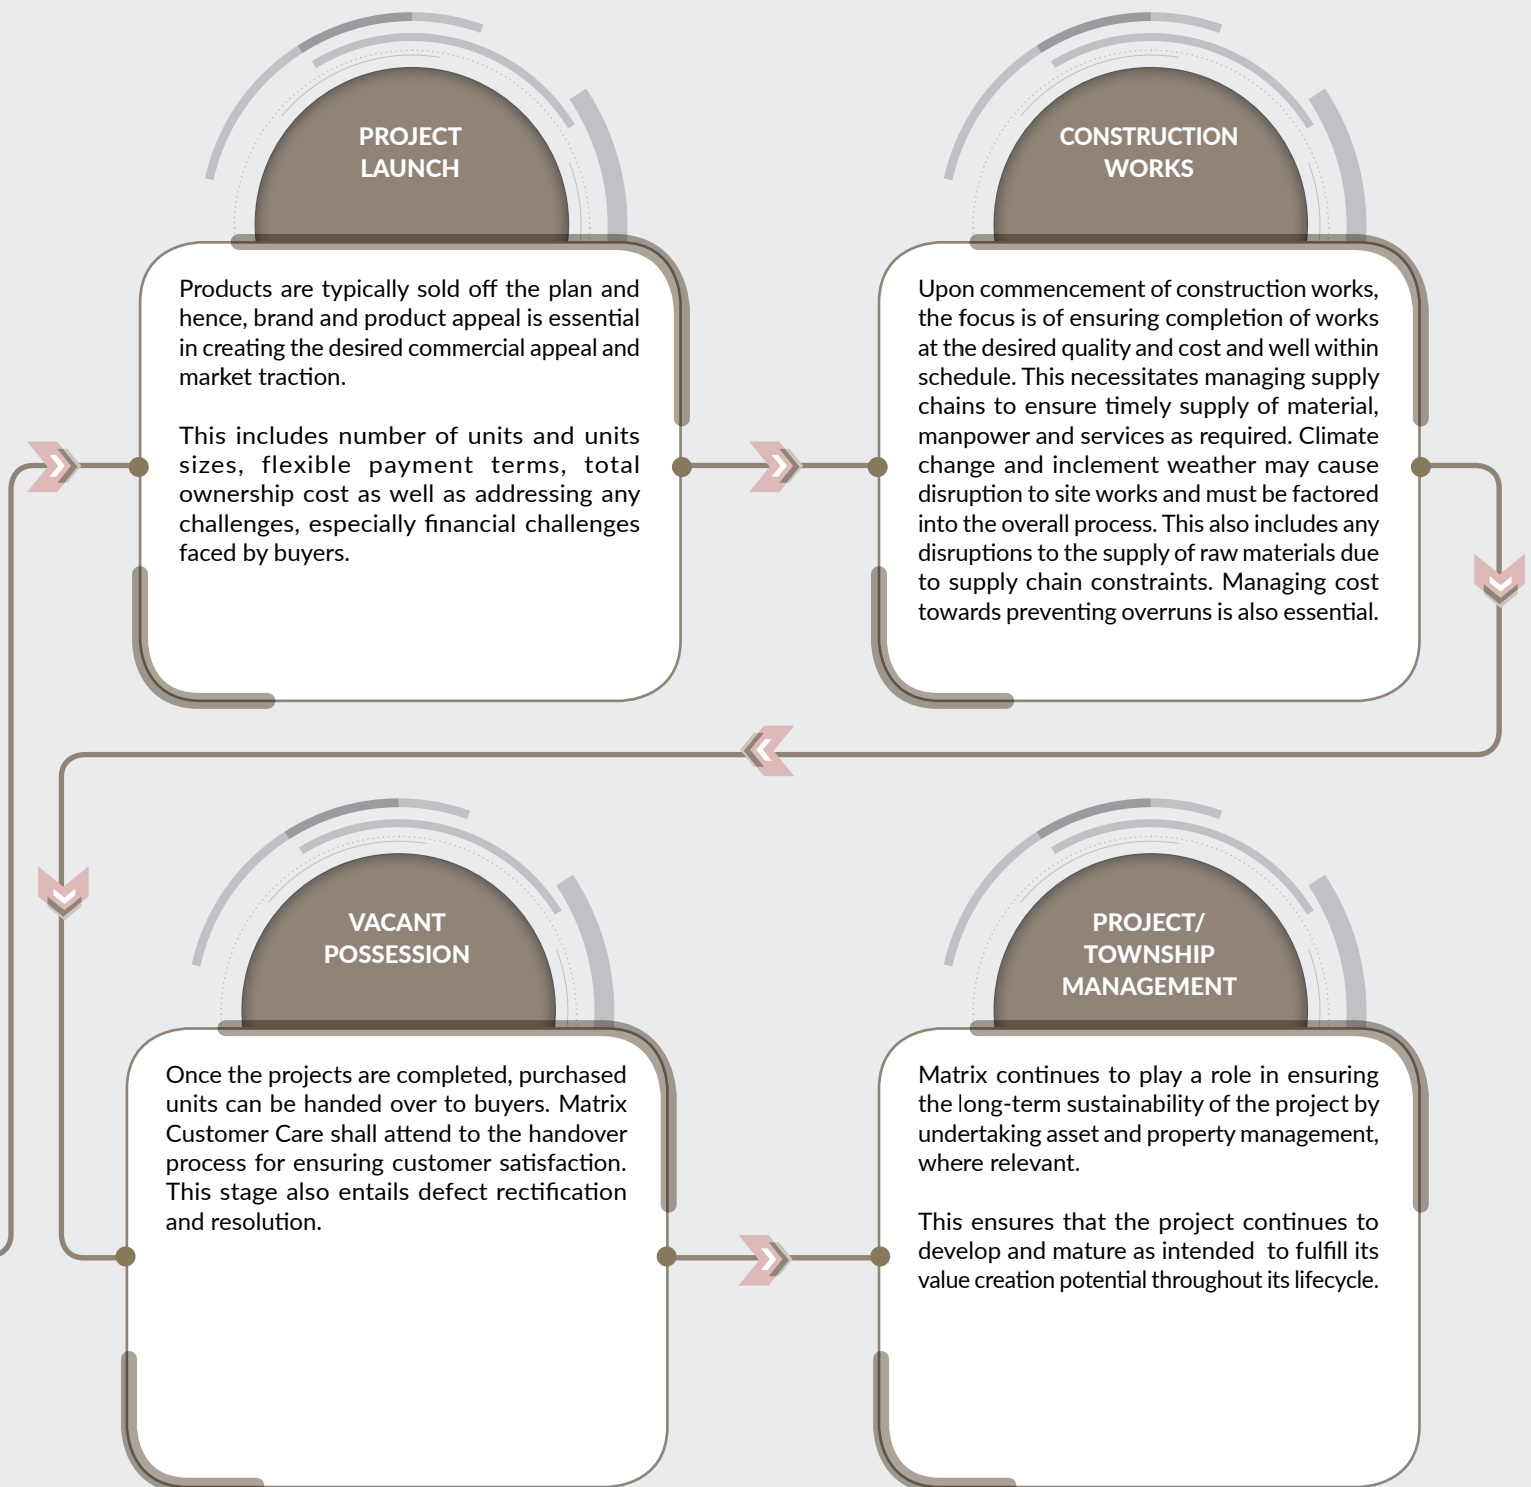 PROJECT
LAUNCH
Products are typically sold off the plan and
hence, brand and product appeal is essential
in creating the desired commercial appeal and
market traction.
This includes number of units and units
sizes, flexible payment terms, total
ownership cost as well as addressing any
challenges, especially financial challenges
faced by buyers.
CONSTRUCTION
WORKS
Upon commencement of construction works,
the focus is of ensuring completion of works
at the desired quality and cost and well within
schedule. This necessitates managing supply
chains to ensure timely supply of material,
manpower and services as required. Climate
change and inclement weather may cause
disruption to site works and must be factored
into the overall process. This also includes any
disruptions to the supply of raw materials due
to supply chain constraints. Managing cost
towards preventing overruns is also essential.
VACANT
POSSESSION
Once the projects are completed, purchased
units can be handed over to buyers. Matrix
Customer Care shall attend to the handover
process for ensuring customer satisfaction.
This stage also entails defect rectification
and resolution.
PROJECT/
TOWNSHIP
MANAGEMENT
Matrix continues to play a role in ensuring
the long-term sustainability of the project by
undertaking asset and property management,
where relevant.
This ensures that the project continues to
develop and mature as intended to fulfill its
value creation potential throughout its lifecycle.